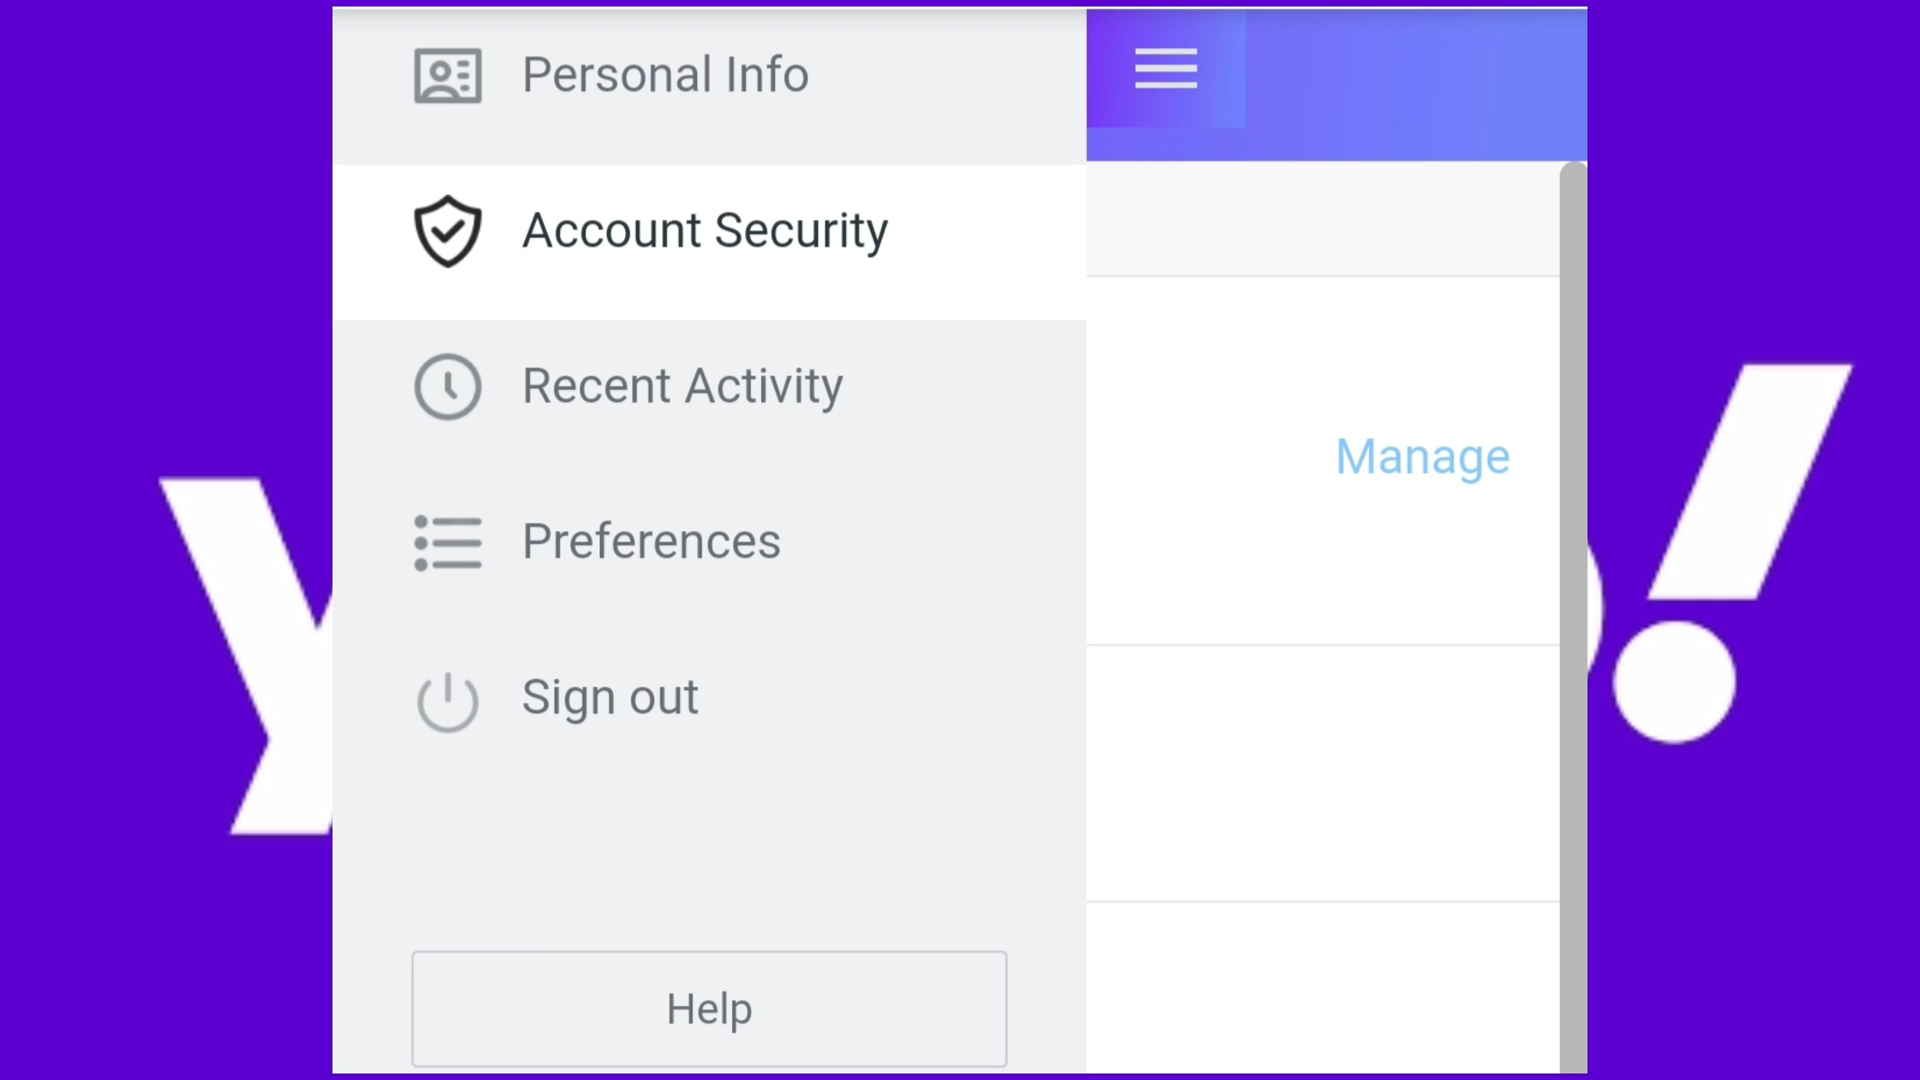 Personal Info
Account Security
Recent Activity
Manage
Preferences
Sign out
Help